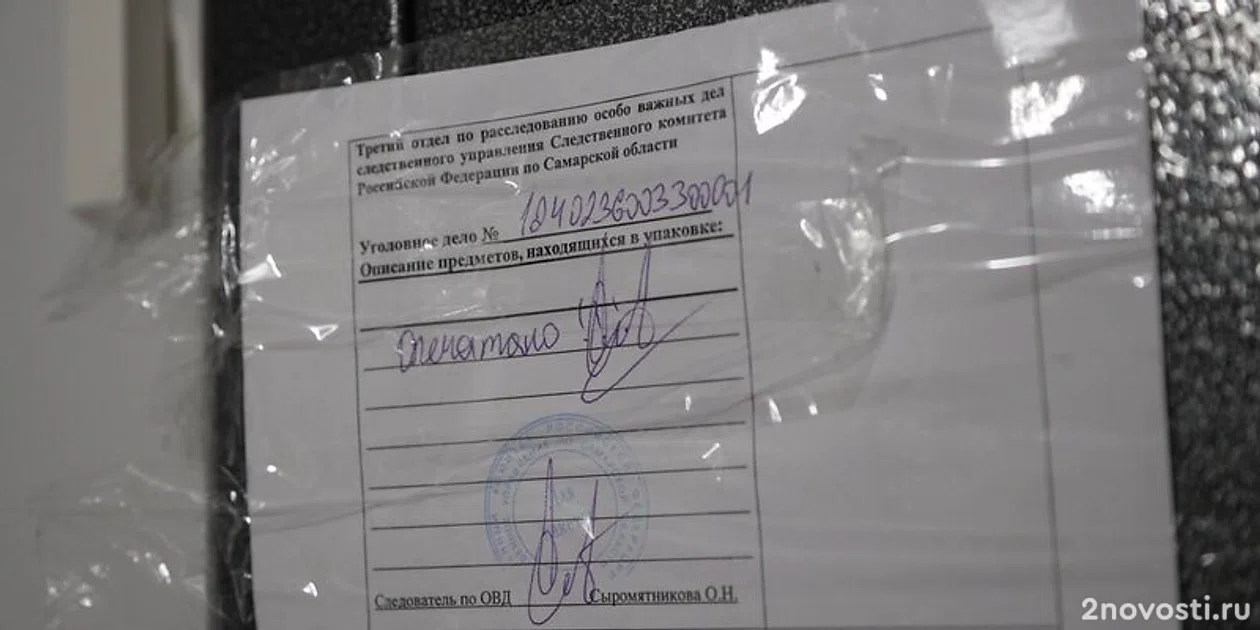 Третий отдел по расследованию особо важных дел
следственного управления Следственного комитета
Российской Федерации по Самарской области
Уголовное дело № 12402360033000001
Описание предметов, находящихся в упаковке:
Опечатано
Следователь по ОВД Сыромятникова О.Н.
2novosti.ru